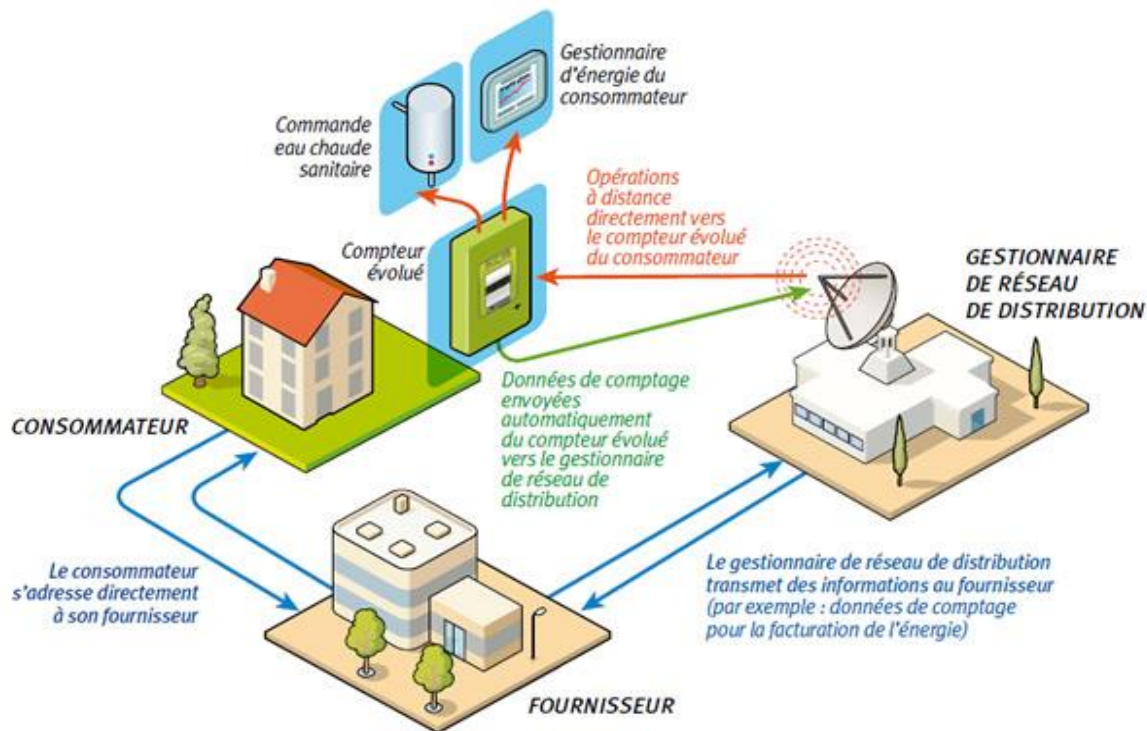 Gestionnaire
d'énergie du
consommateur
Commande
eau chaude
sanitaire
Opérations
à distance
directement vers
le compteur évolué
du consommateur
Compteur
évolué
GESTIONNAIRE
DE RÉSEAU
DE DISTRIBUTION
Données de comptage
envoyées
automatiquement
du compteur évolué
vers le gestionnaire
de réseau de
distribution
CONSOMMATEUR
Le consommateur
s'adresse directement
à son fournisseur
Le gestionnaire de réseau de distribution
transmet des informations au fournisseur
(par exemple : données de comptage
pour la facturation de l'énergie)
FOURNISSEUR